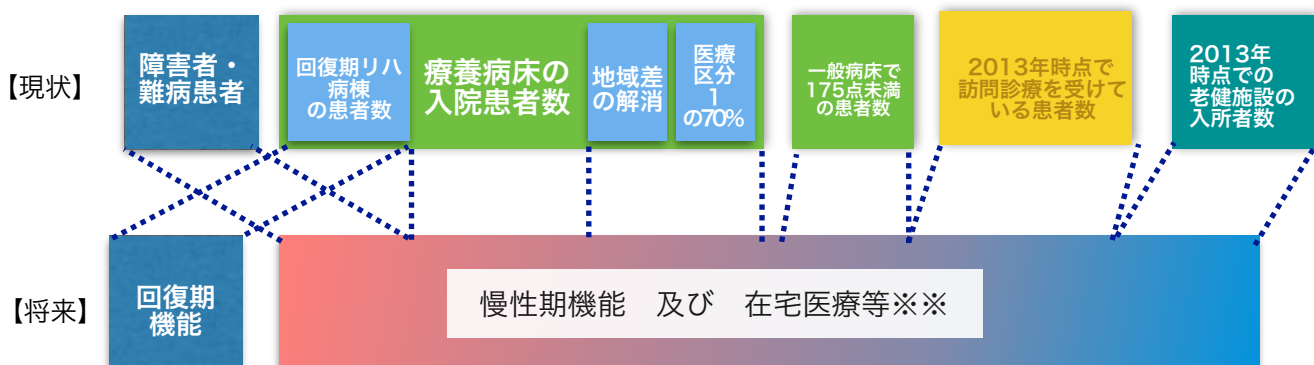 【現状】
障害者・
難病患者
回復期リハ
病棟
の患者数
療養病床の
入院患者数
地域差
の解消
医療
区分
1
の70%
一般病床で
175点未満
の患者数
2013年時点で
訪問診療を受けて
いる患者数
2013年
時点での
老健施設の
入所者数
【将来】
回復期
機能
慢性期機能　及び　在宅医療等※※